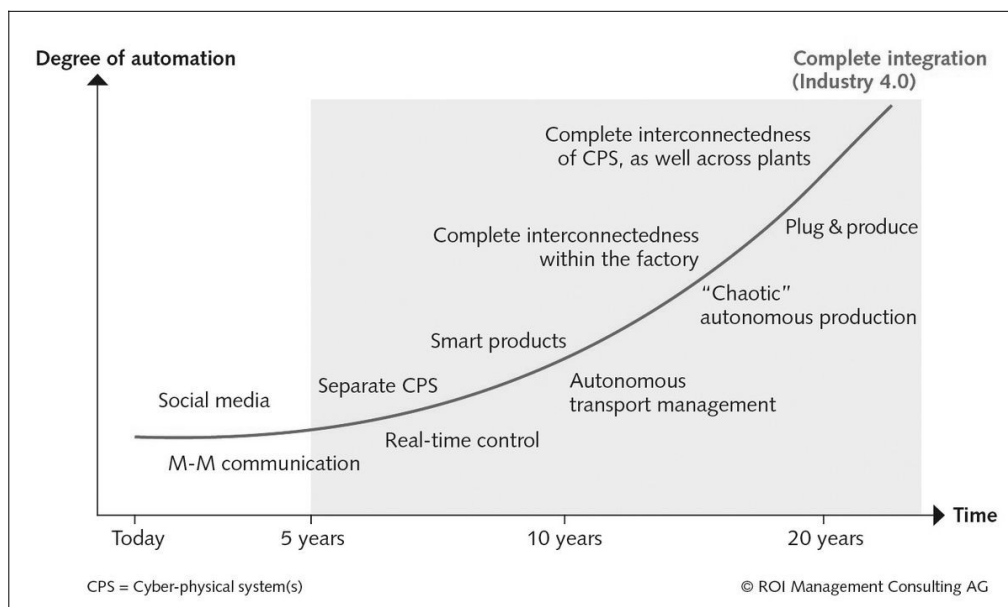 Degree of automation
Complete integration
(Industry 4.0)
Complete interconnectedness
of CPS, as well across plants
Plug & produce
Complete interconnectedness
within the factory
“Chaotic”
autonomous production
Smart products
Autonomous
transport management
Separate CPS
Social media
Real-time control
M-M communication
Time
Today
5 years
10 years
20 years
CPS = Cyber-physical system(s)
© ROI Management Consulting AG